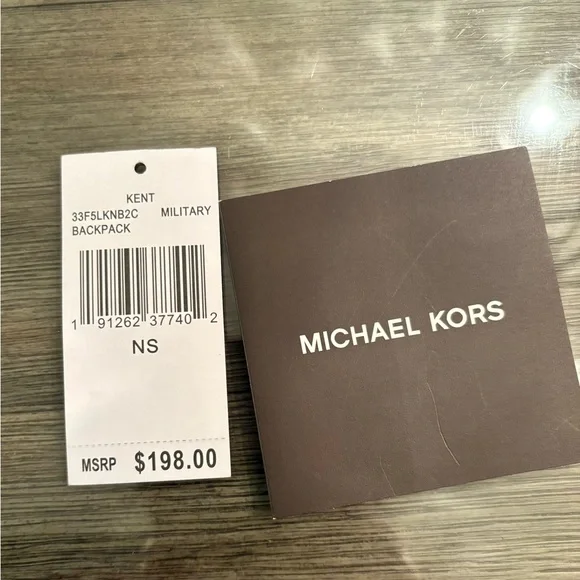 KENT
33F5LKNB2C MILITARY
BACKPACK
1 91262 37740 2
NS
MSRP $198.00
MICHAEL KORS